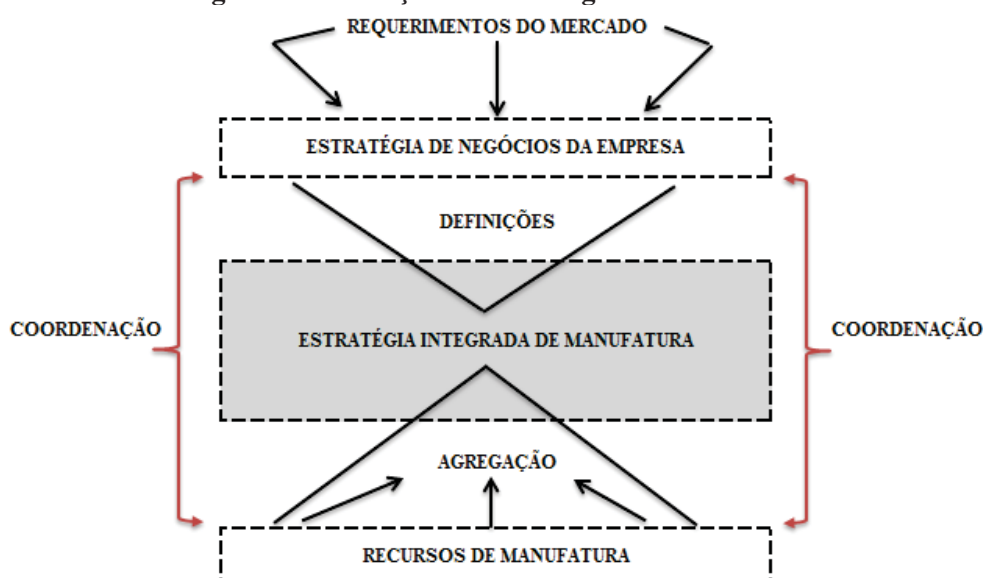 REQUERIMENTOS DO MERCADO
ESTRATÉGIA DE NEGÓCIOS DA EMPRESA
DEFINIÇÕES
COORDENAÇÃO
ESTRATÉGIA INTEGRADA DE MANUFATURA
COORDENAÇÃO
AGREGAÇÃO
RECURSOS DE MANUFATURA